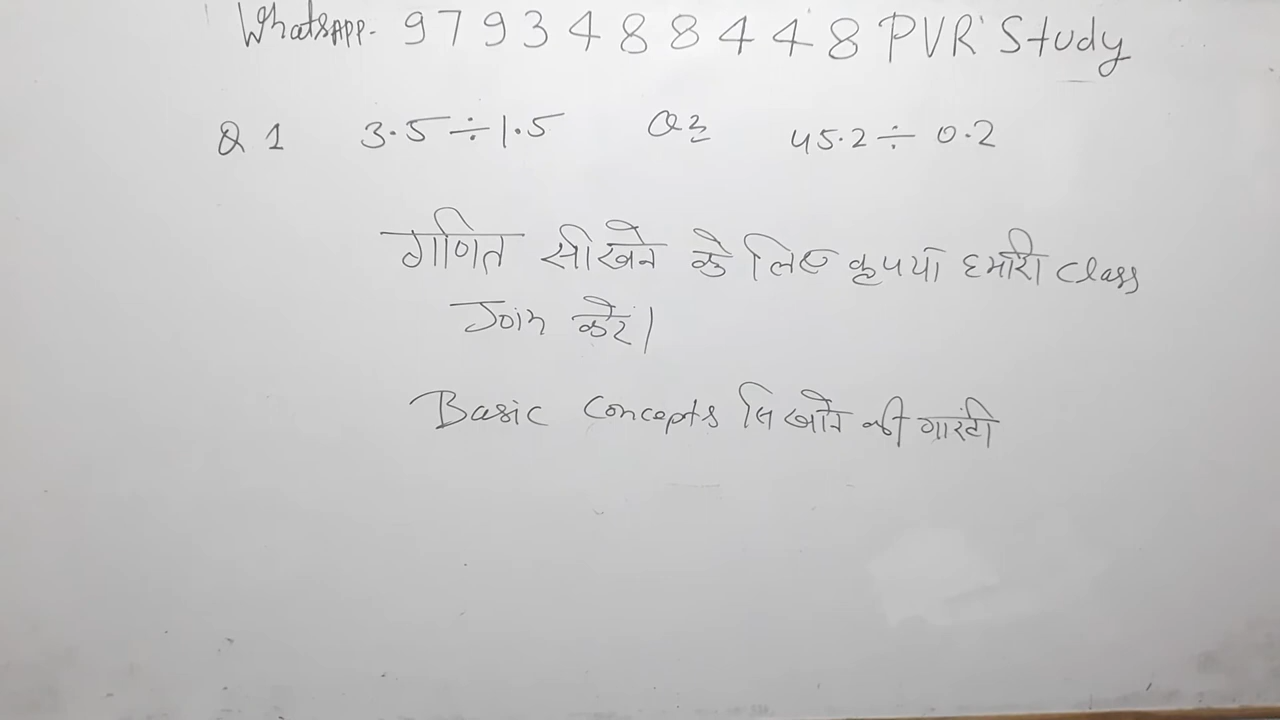 WhatsApp. 9793488448 PVR Study
Q 1 3.5÷1.5 Q2 45.2÷ 0.2
गणित सीखने के लिए कृपया हमारी class
Join करें।
Basic Concepts सिखाने की गारंटी